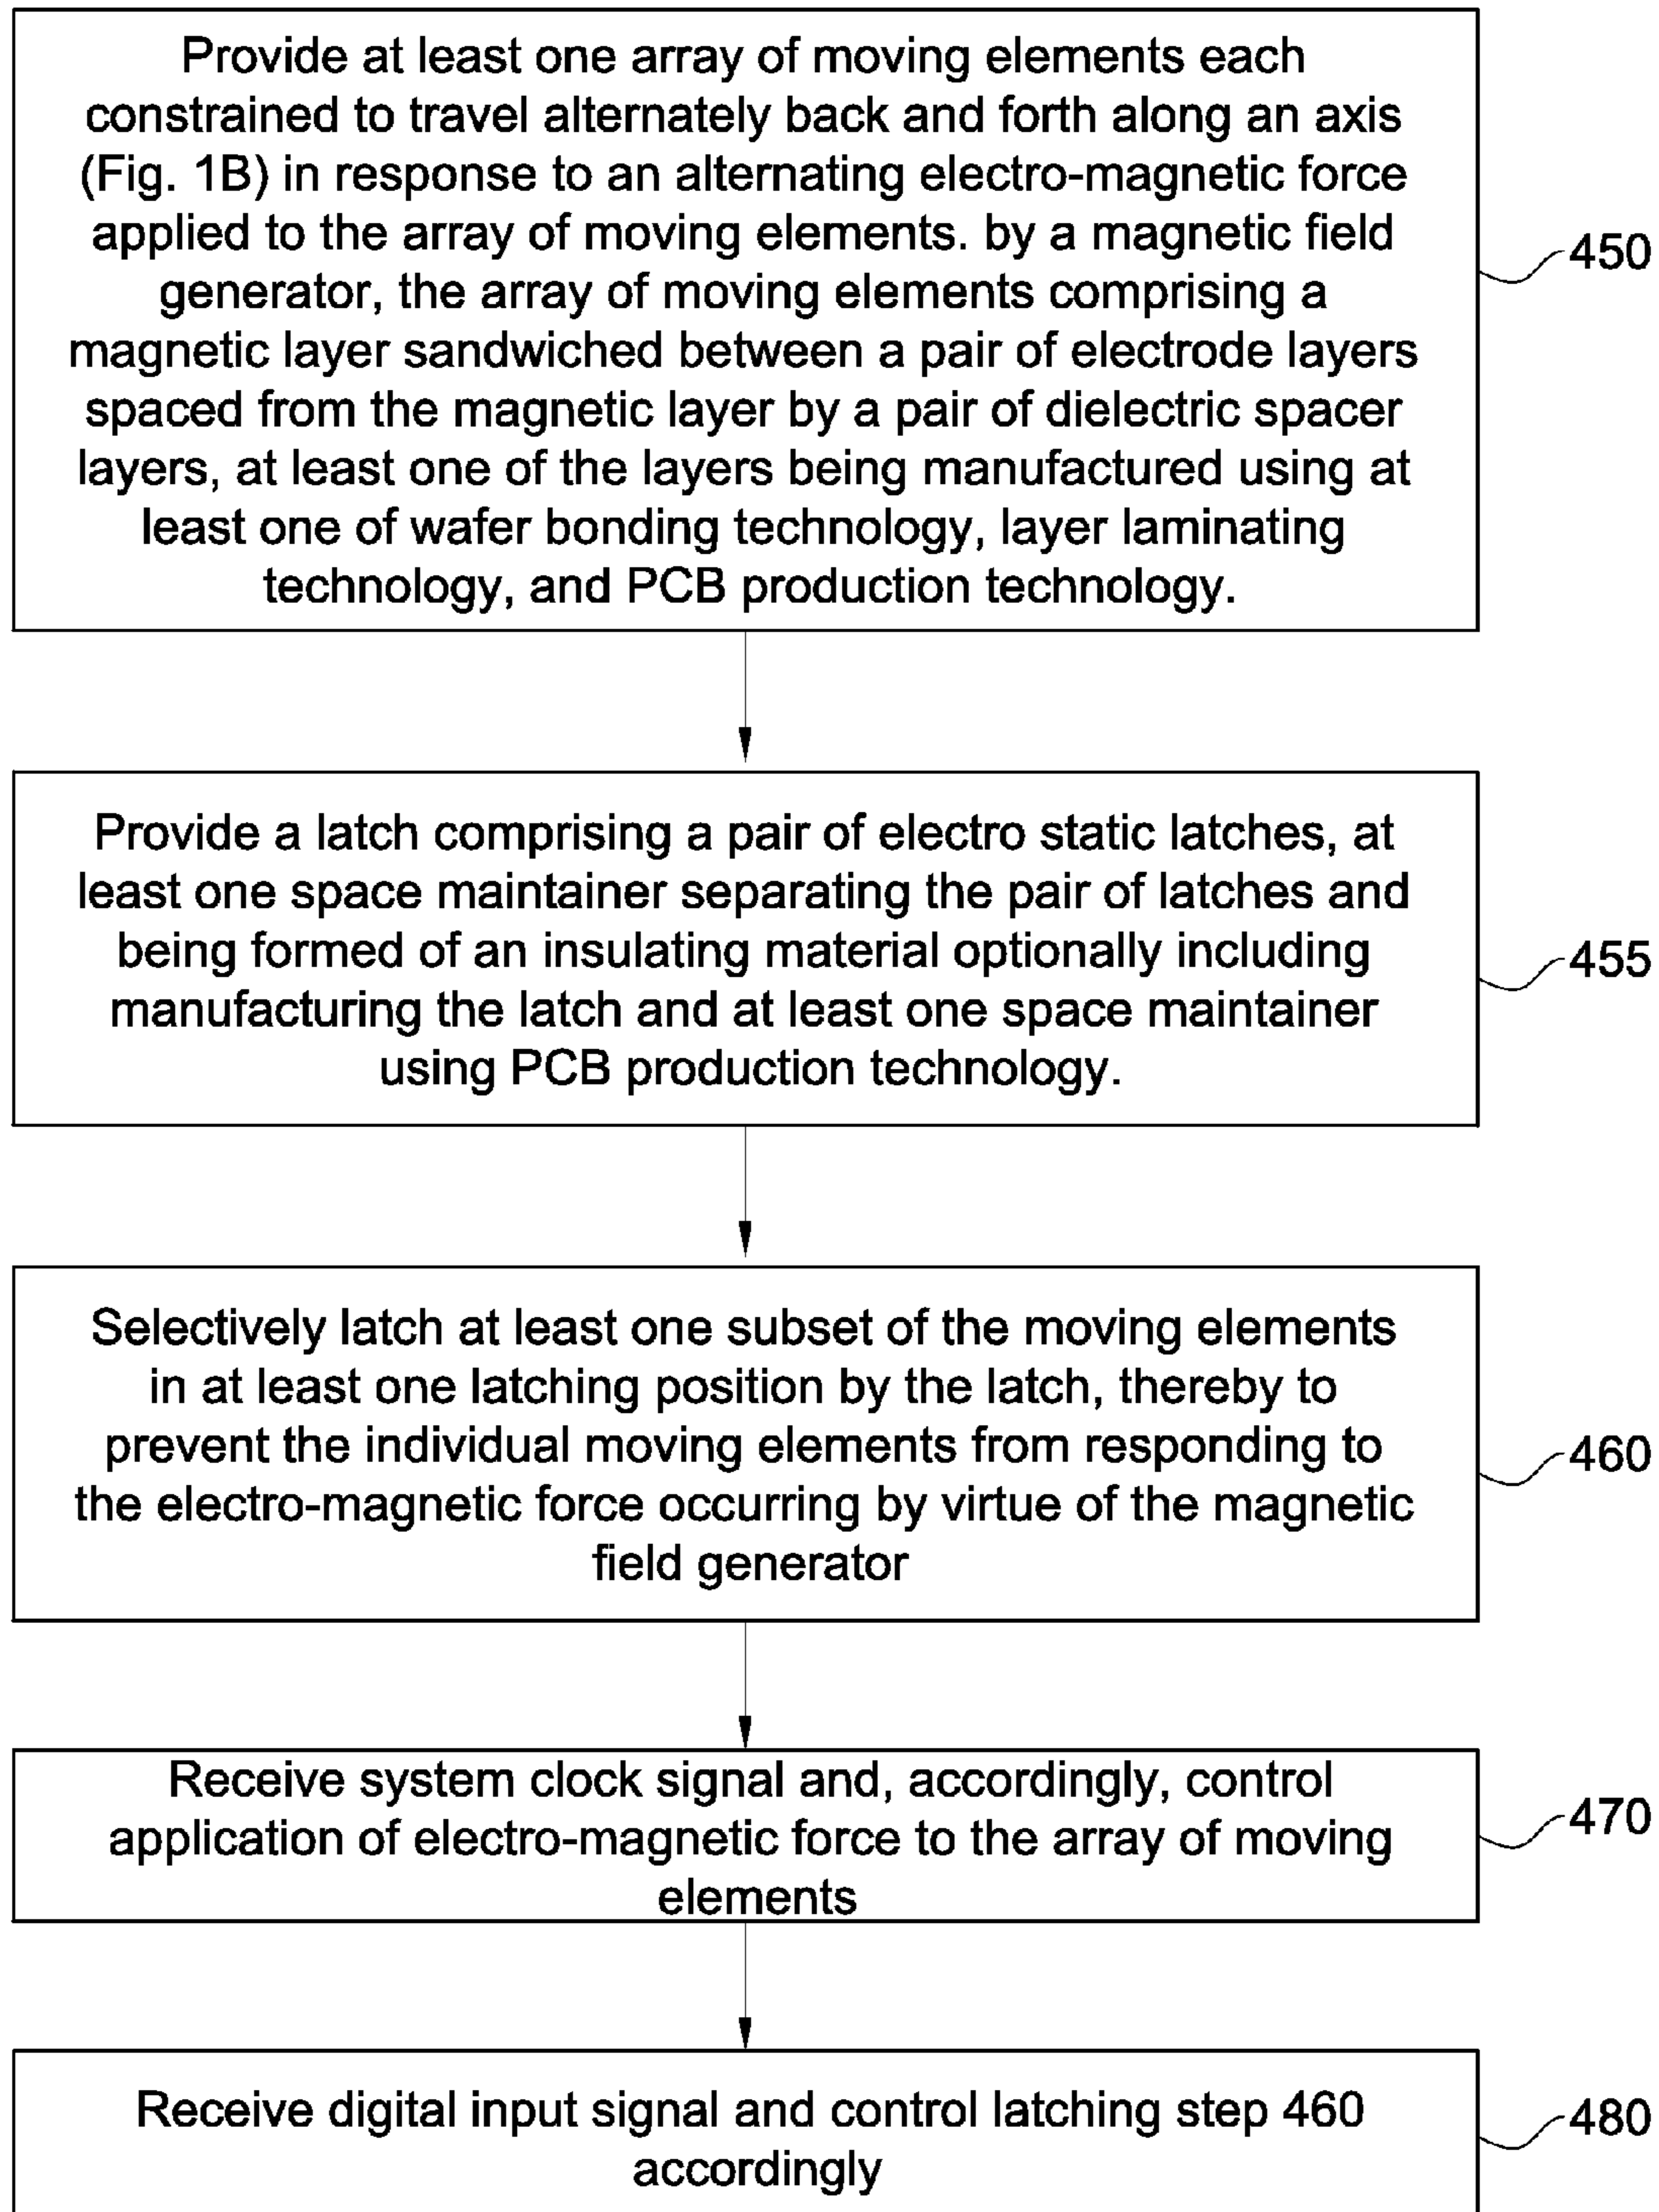 Provide at least one array of moving elements each
constrained to travel alternately back and forth along an axis
(Fig. 1B) in response to an alternating electro-magnetic force
applied to the array of moving elements. by a magnetic field
generator, the array of moving elements comprising a
magnetic layer sandwiched between a pair of electrode layers
spaced from the magnetic layer by a pair of dielectric spacer
layers, at least one of the layers being manufactured using at
least one of wafer bonding technology, layer laminating
technology, and PCB production technology.
450
Provide a latch comprising a pair of electro static latches, at
least one space maintainer separating the pair of latches and
being formed of an insulating material optionally including
manufacturing the latch and at least one space maintainer
using PCB production technology.
455
Selectively latch at least one subset of the moving elements
in at least one latching position by the latch, thereby to
prevent the individual moving elements from responding to
the electro-magnetic force occurring by virtue of the magnetic
field generator
460
Receive system clock signal and, accordingly, control
application of electro-magnetic force to the array of moving
elements
470
Receive digital input signal and control latching step 460
accordingly
480